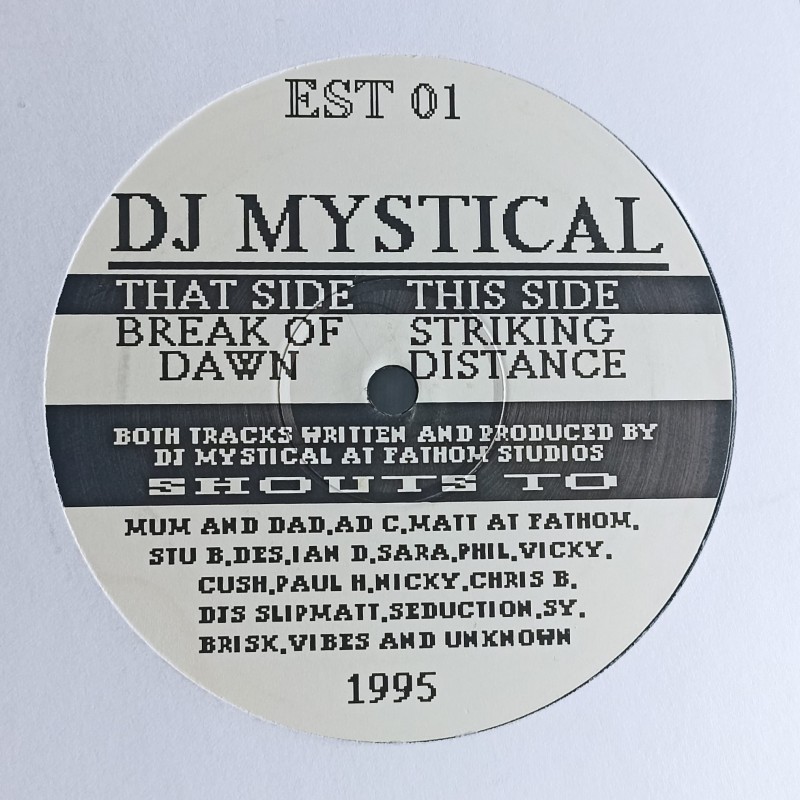 EST 01
DJ MYSTICAL
THAT SIDE THIS SIDE
BREAK OF STRIKING
DAWN DISTANCE
BOTH TRACKS WRITTEN AND PRODUCED BY
DJ MYSTICAL AT FATHOM STUDIOS
SHOUTS TO
MUM AND DAD,AD C,MATT AT FATHOM,
STU B,DES,IAN D,SARA,PHIL,VICKY,
CUSH,PAUL H,NICKY,CHRIS B,
DJS SLIPMATT,SEDUCTION,SY,
BRISK,VIBES AND UNKNOWN
1995